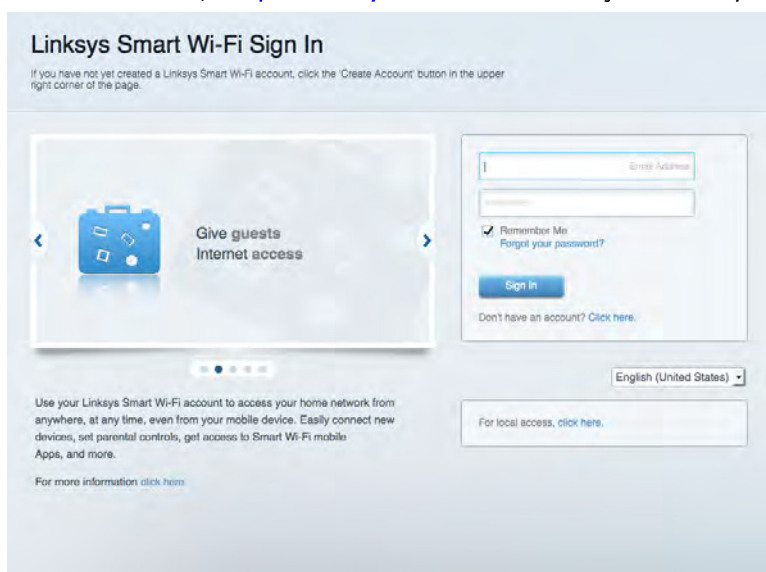 Linksys Smart Wi-Fi Sign In
If you have not yet created a Linksys Smart Wi-Fi account, click the 'Create Account' button in the upper
right corner of the page.
Give guests
Internet access
Email Address
Remember Me
Forgot your password?
Sign In
Don't have an account? Click here.
English (United States)
Use your Linksys Smart Wi-Fi account to access your home network from
anywhere, at any time, even from your mobile device. Easily connect new
devices, set parental controls, get access to Smart Wi-Fi mobile
Apps, and more.
For local access, click here.
For more information click here